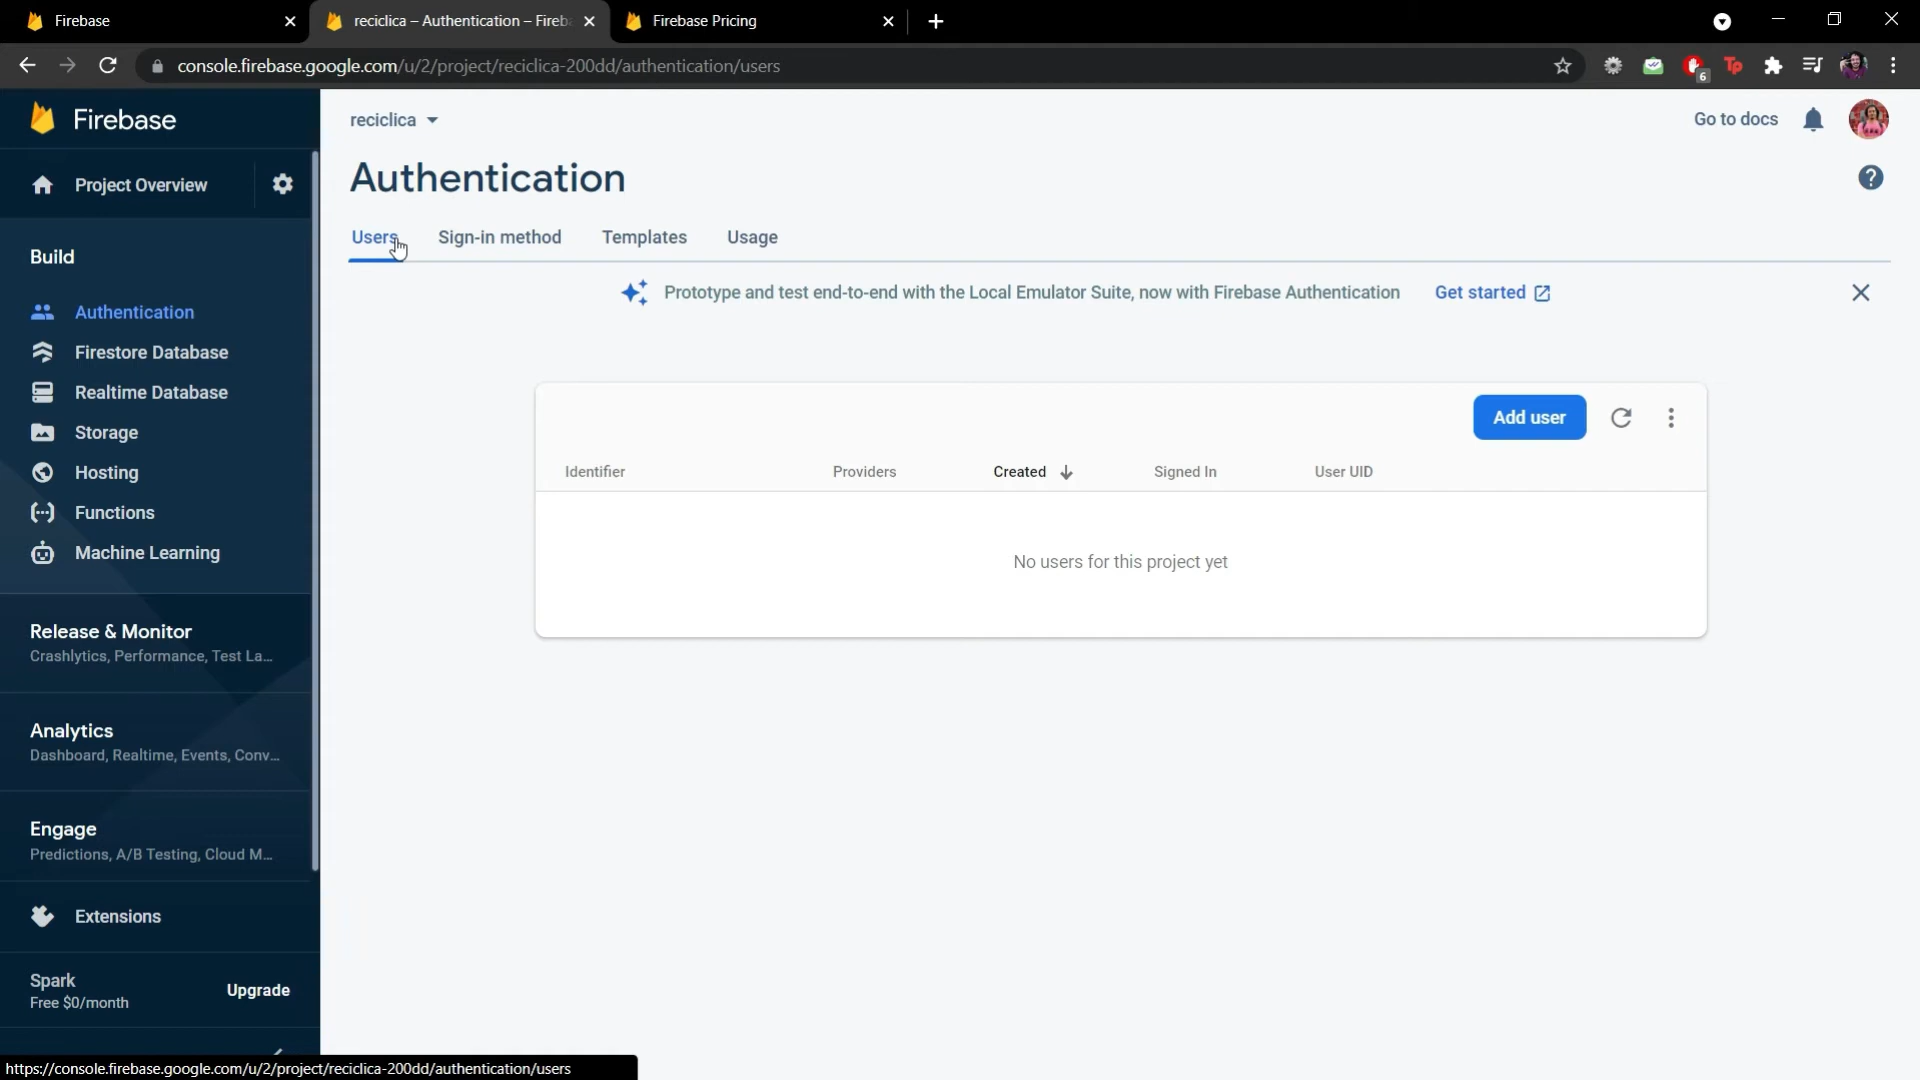 Firebase
reciclica – Authentication – Fireb
Firebase Pricing
console.firebase.google.com/u/2/project/reciclica-200dd/authentication/users
6
Tp
Firebase
reciclica
Go to docs
Project Overview
Authentication
Users
Sign-in method
Templates
Usage
Build
Prototype and test end-to-end with the Local Emulator Suite, now with Firebase Authentication
Get started
Authentication
Firestore Database
Realtime Database
Storage
Hosting
Functions
Machine Learning
Add user
Identifier
Providers
Created
Signed In
User UID
No users for this project yet
Release & Monitor
Crashlytics, Performance, Test La...
Analytics
Dashboard, Realtime, Events, Conv...
Engage
Predictions, A/B Testing, Cloud M...
Extensions
Spark
Free $0/month
Upgrade
https://console.firebase.google.com/u/2/project/reciclica-200dd/authentication/users